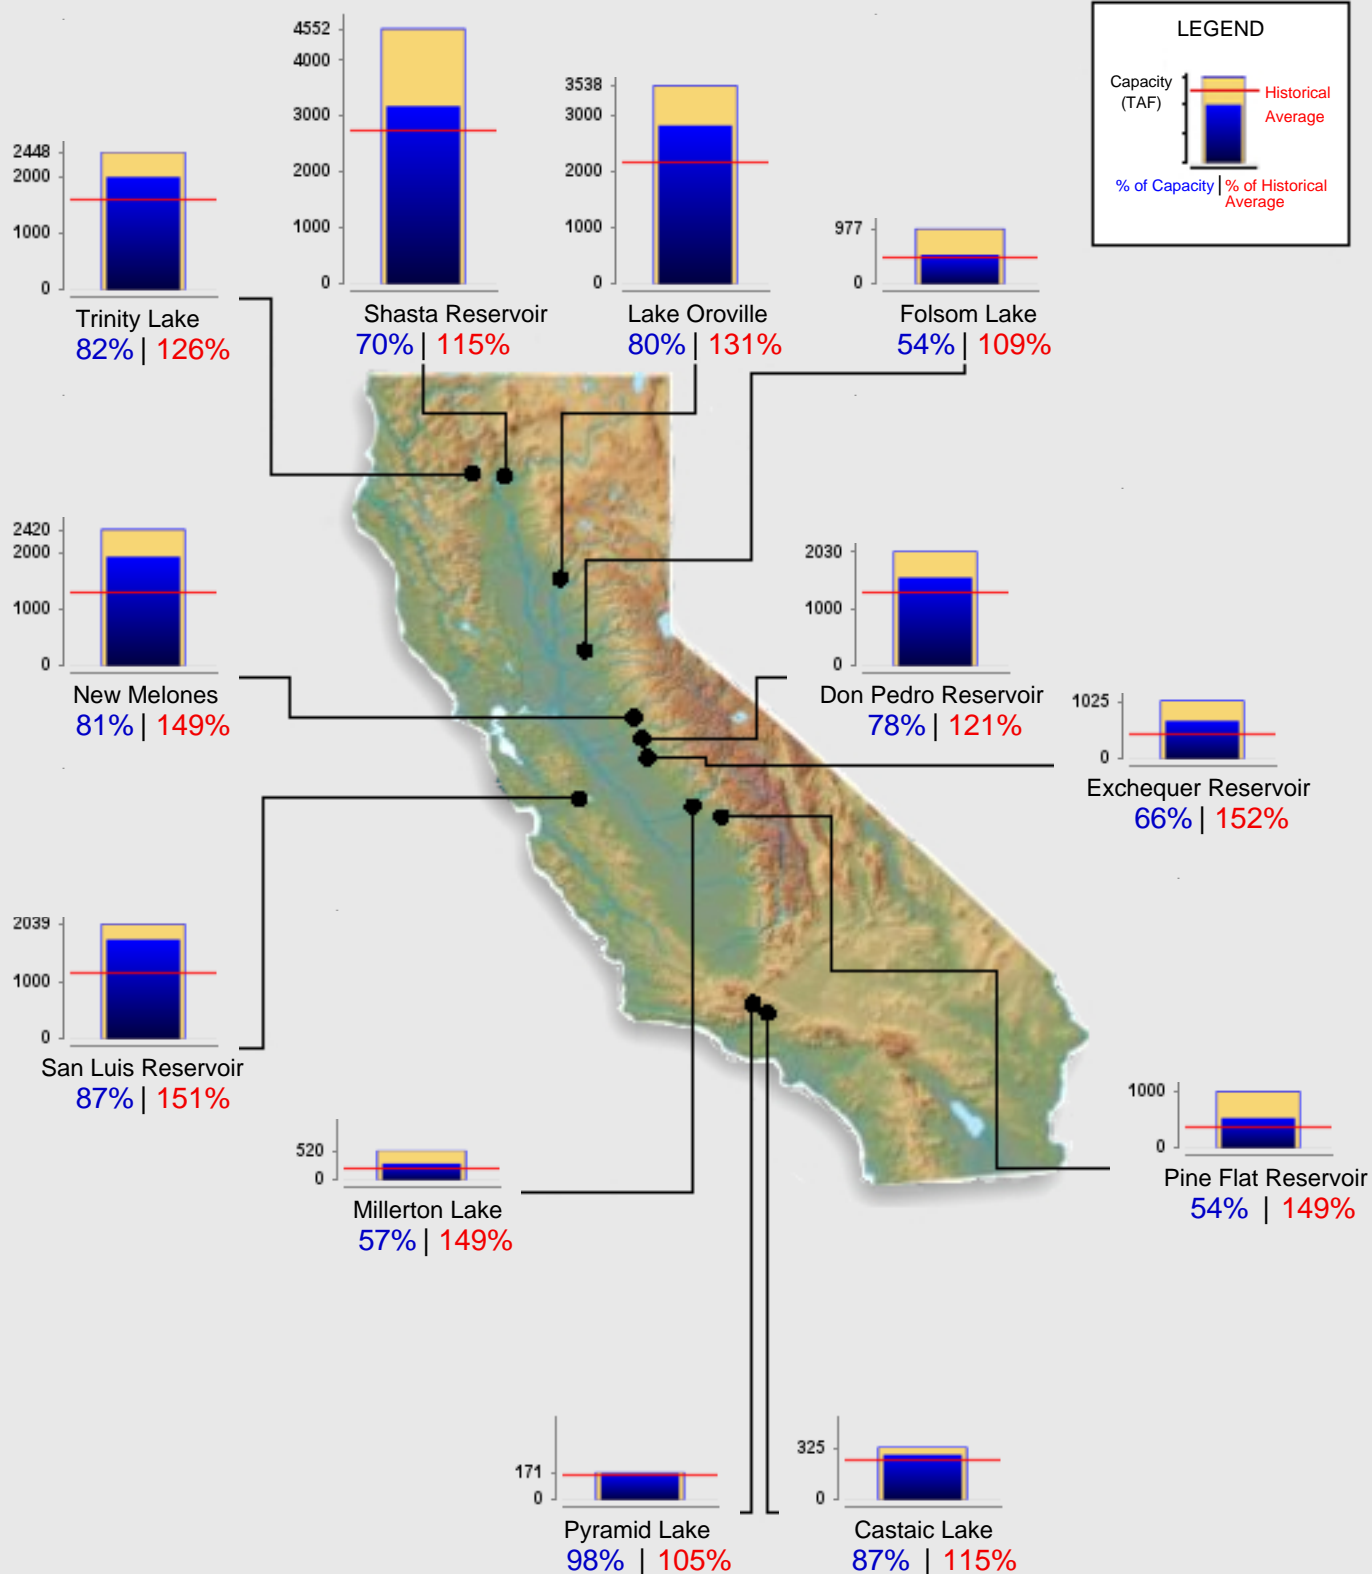 LEGEND
Capacity
(TAF)
Historical
Average
% of Capacity | % of Historical
Average
4552
4000
3000
2000
1000
0
Shasta Reservoir
70% | 115%
3538
3000
2000
1000
0
Lake Oroville
80% | 131%
2448
2000
1000
0
Trinity Lake
82% | 126%
977
0
Folsom Lake
54% | 109%
2420
2000
1000
0
New Melones
81% | 149%
2030
1000
0
Don Pedro Reservoir
78% | 121%
1025
0
Exchequer Reservoir
66% | 152%
2039
1000
0
San Luis Reservoir
87% | 151%
520
0
Millerton Lake
57% | 149%
1000
0
Pine Flat Reservoir
54% | 149%
171
0
Pyramid Lake
98% | 105%
325
0
Castaic Lake
87% | 115%